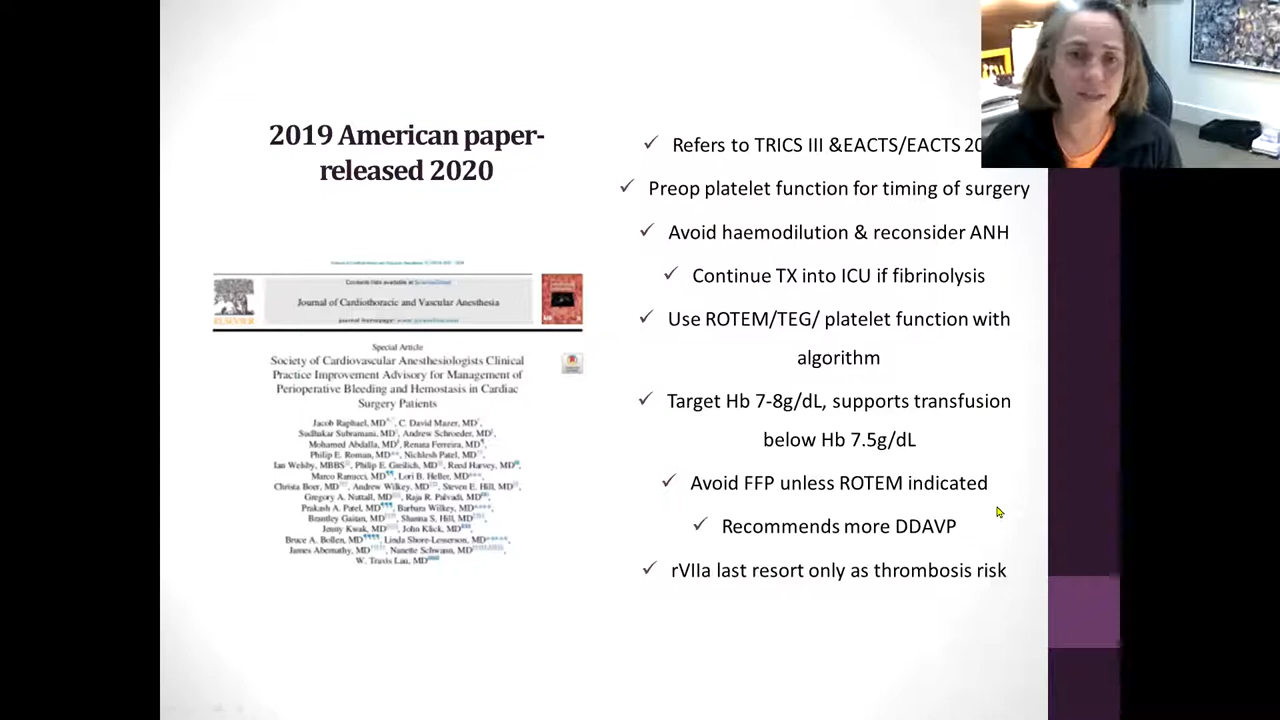 2019 American paper-
released 2020
Contents lists available at ScienceDirect
Journal of Cardiothoracic and Vascular Anesthesia
journal homepage:
ELSEVIER
Special Article
Society of Cardiovascular Anesthesiologists Clinical
Practice Improvement Advisory for Management of
Perioperative Bleeding and Hemostasis in Cardiac
Surgery Patients
Jacob Raphael, MD, C. David Mazer, MD,
Sudhakar Subramani, MD, Andrew Schroeder, MD,
Mohamed Abdalla, MD, Renata Ferreira, MD,
Philip E. Roman, MD, Nichlesh Patel, MD
Ian Welsby, MBBS, Philip E. Greilich, MD, Reed Harvey, MD,
Marco Ranucci, MD, Lori B. Heller, MD,
Christa Boer, MD, Andrew Wilkey, MD, Steven E. Hill, MD,
Gregory A. Nuttall, MD, Raja R. Palvadi, MD,
Prakash A. Patel, MD, Barbara Wilkey, MD,
Brantley Gaitan, MD, Shauna S. Hill, MD,
Jenny Kwak, MD, John Klick, MD,
Bruce A. Bollen, MD, Linda Shore-Lesserson, MD,
James Abernathy, MD, Nanette Schwann, MD,
W. Travis Lau, MD
✓ Refers to TRICS III &EACTS/EACTS 20
✓ Preop platelet function for timing of surgery
✓ Avoid haemodilution & reconsider ANH
✓ Continue TX into ICU if fibrinolysis
✓ Use ROTEM/TEG/ platelet function with
algorithm
✓ Target Hb 7-8g/dL, supports transfusion
below Hb 7.5g/dL
✓ Avoid FFP unless ROTEM indicated
✓ Recommends more DDAVP
✓ rVIIa last resort only as thrombosis risk